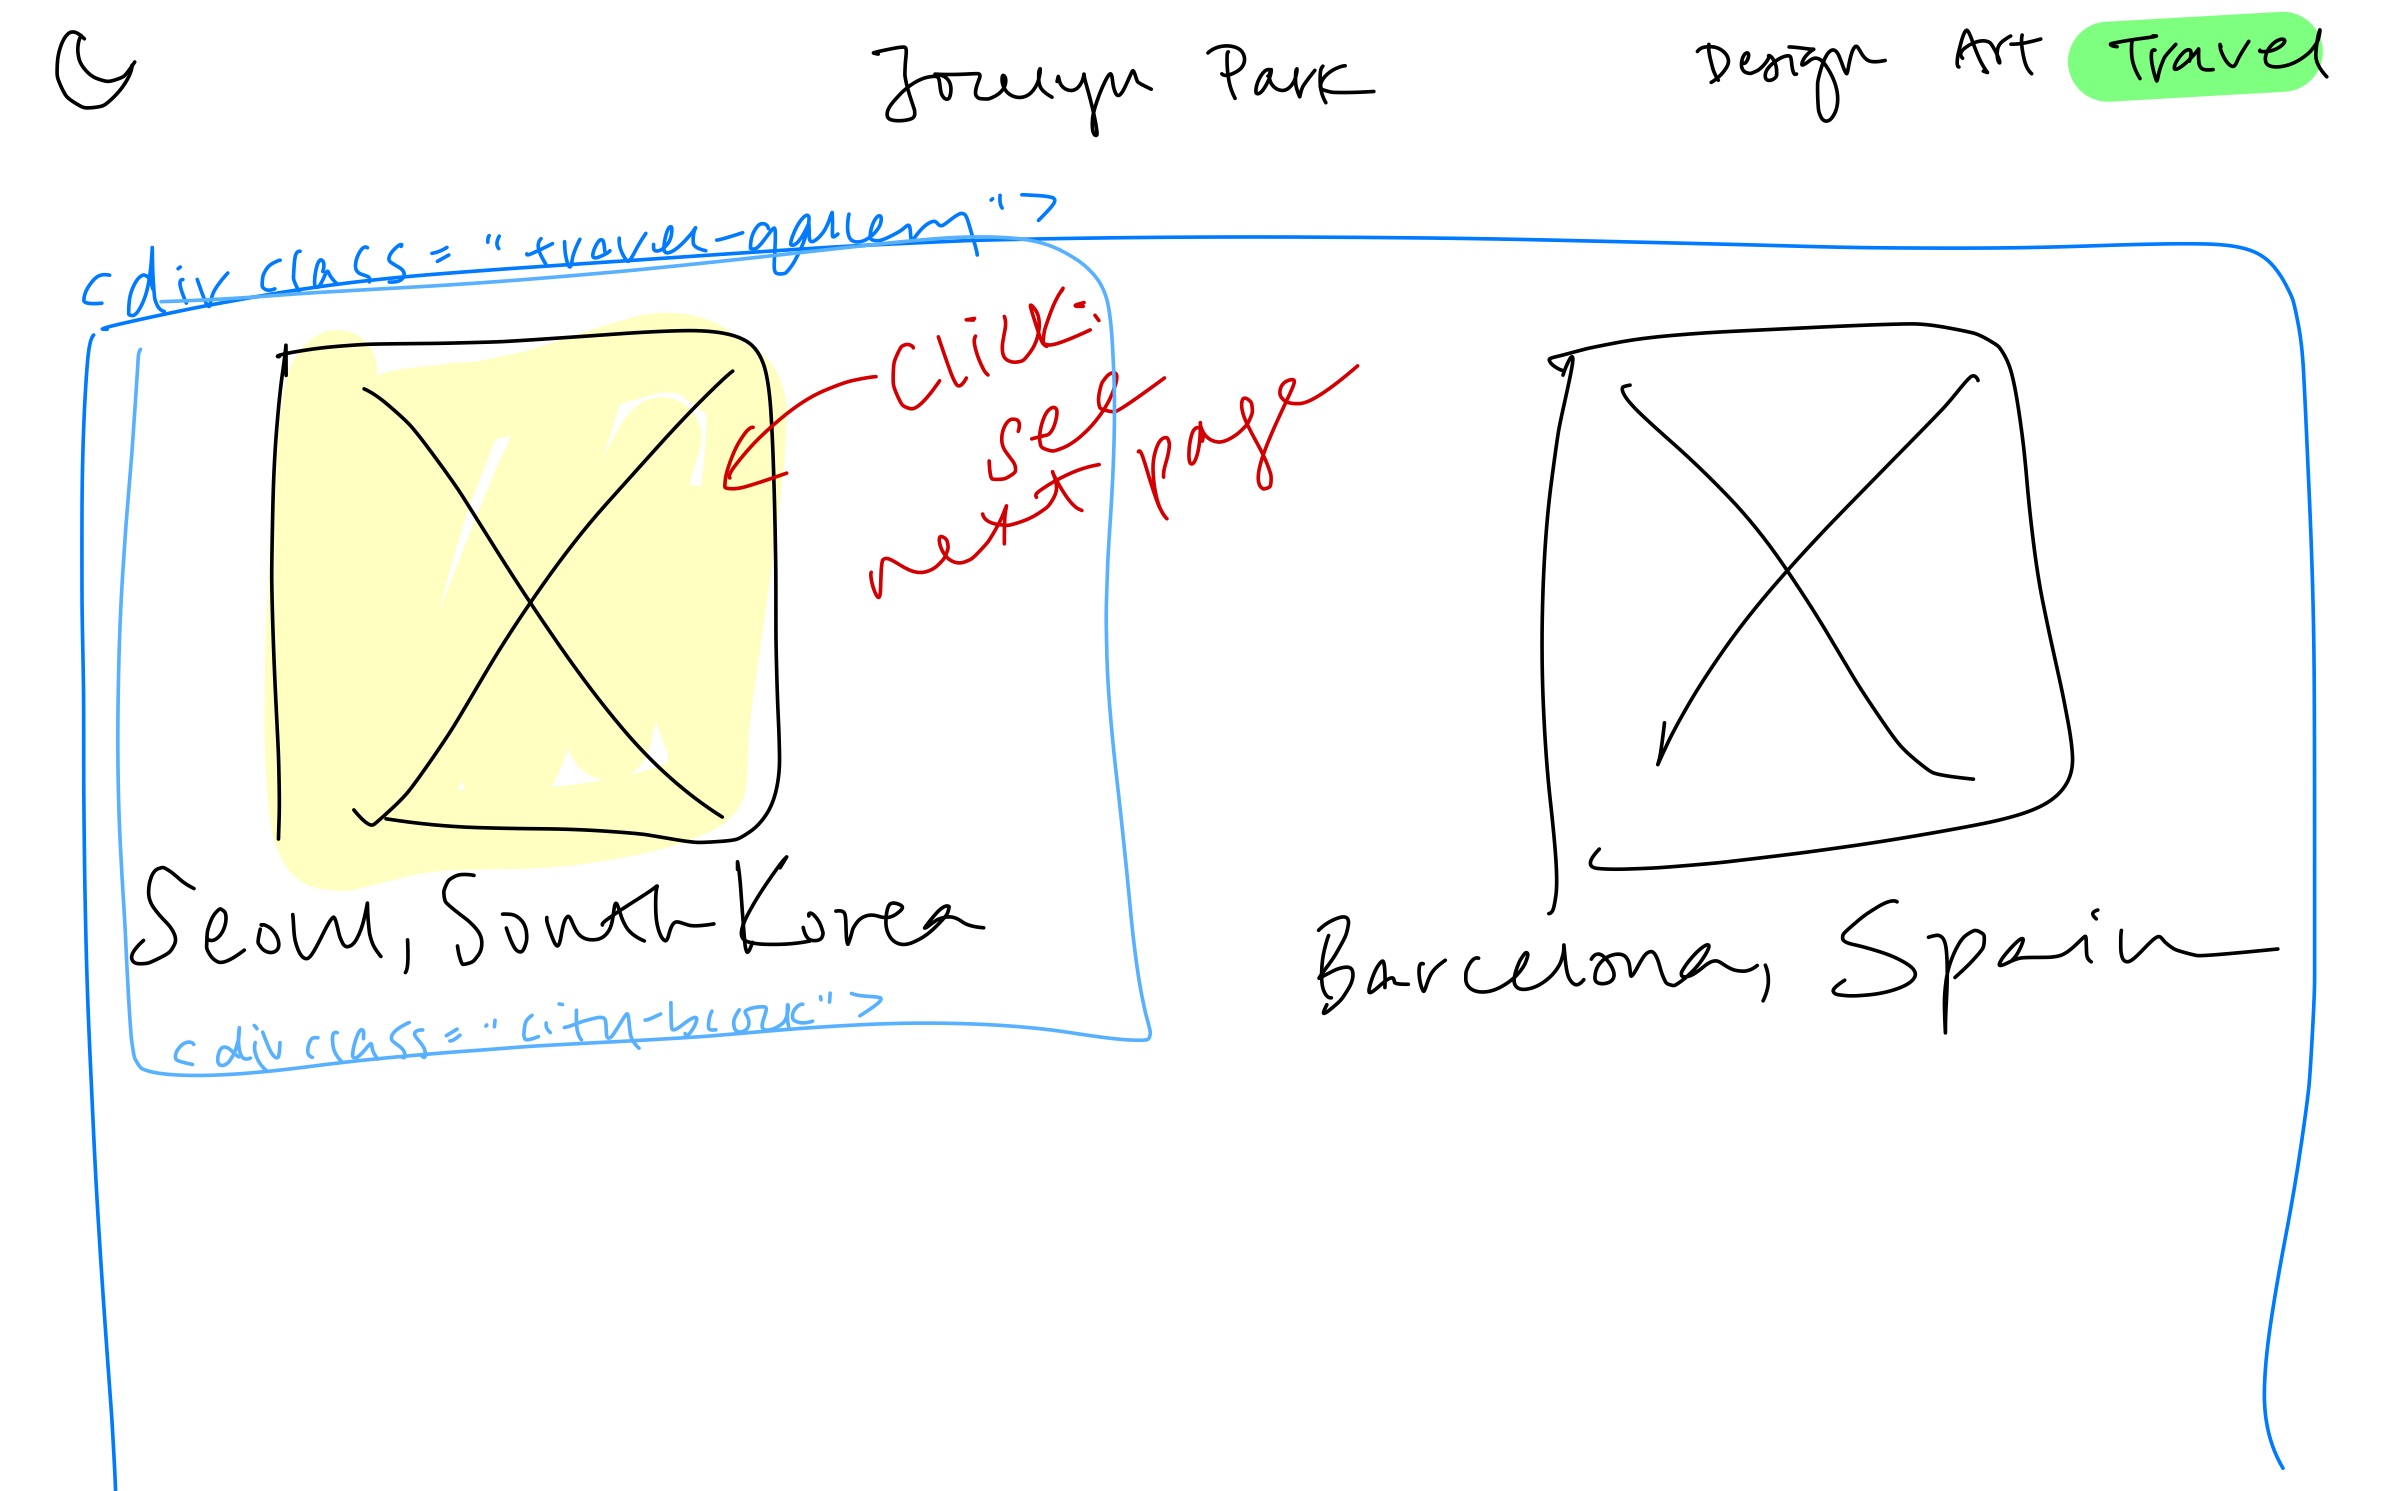 Park
Design Art Travel
<div class="travel-gallery">
click:
see
next page
Seoul, South Korea
Barcelona, Spain
<div class="city-block">